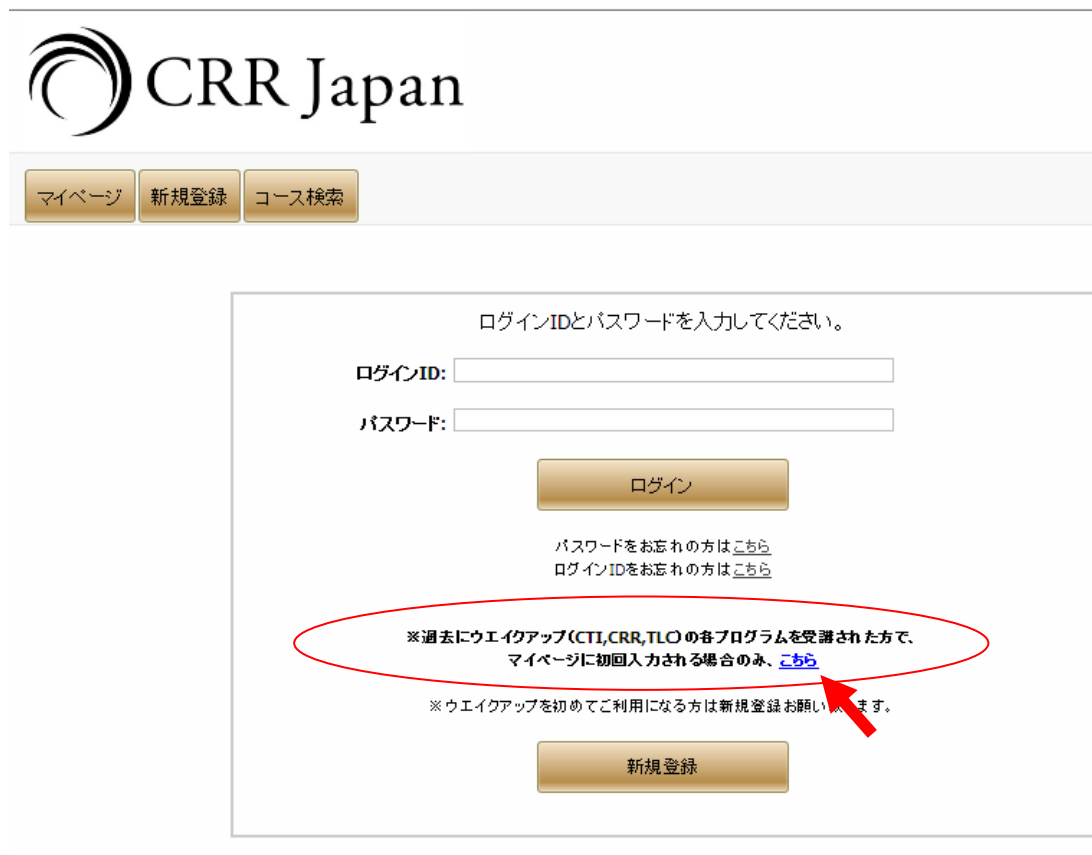 CRR Japan
マイページ 新規登録 コース検索
ログインIDとパスワードを入力してください。
ログインID:
パスワード:
ログイン
パスワードをお忘れの方はこちら
ログインIDをお忘れの方はこちら
※過去にウエイクアップ(CTI,CRR,TLC)の各プログラムを受講された方で、
マイページに初回入力される場合のみ、こちら
※ウエイクアップを初めてご利用になる方は新規登録お願い ます。
新規登録